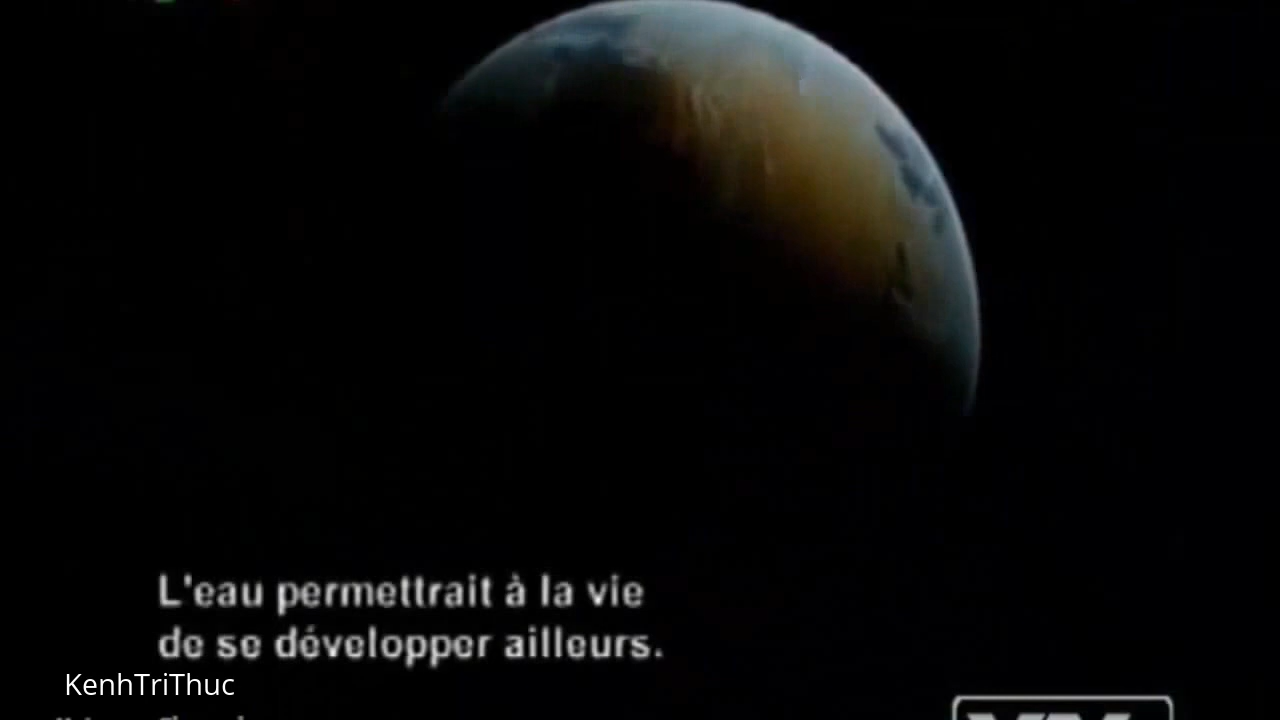 L'eau permettrait à la vie
de se développer ailleurs.
KenhTriThuc